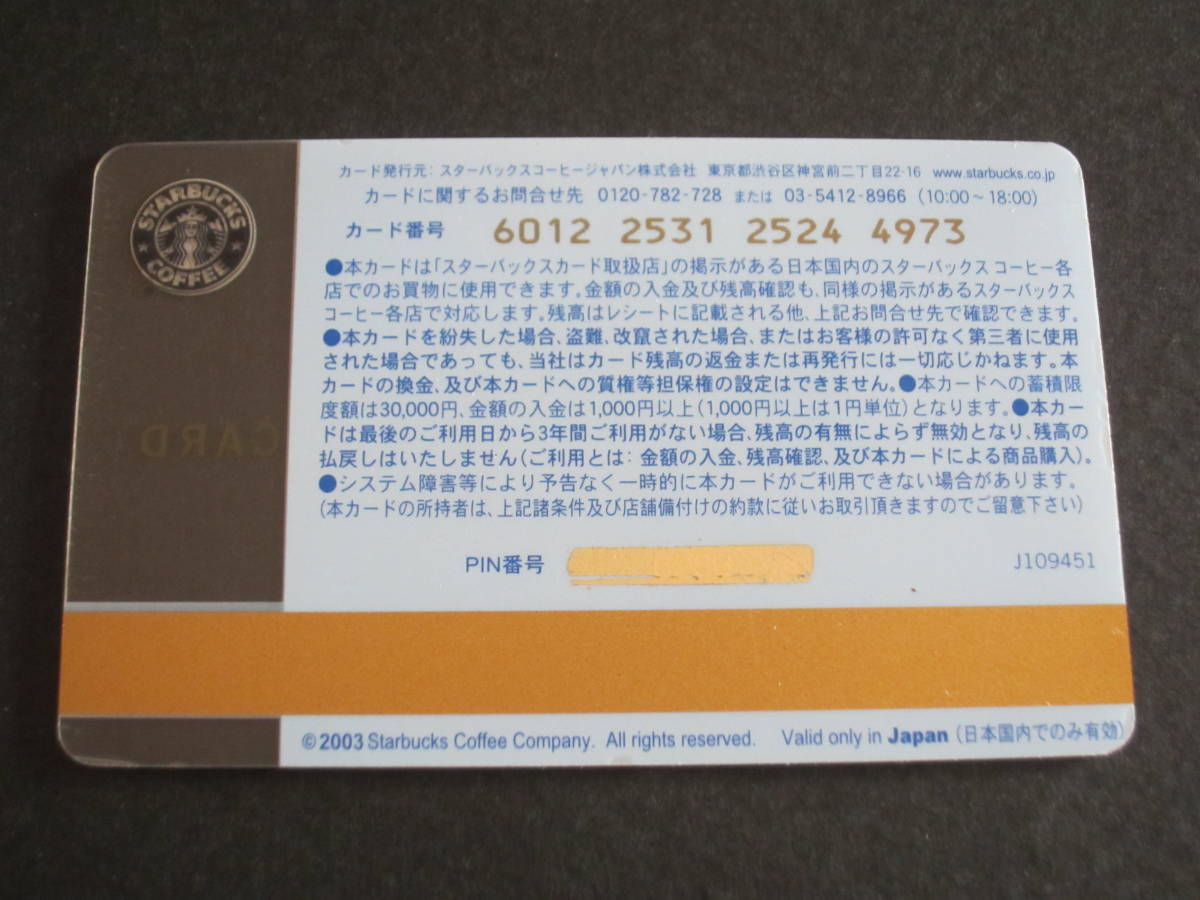 STARBUCKS
COFFEE
CARD
カード発行元: スターバックスコーヒージャパン株式会社 東京都渋谷区神宮前二丁目22-16 www.starbucks.co.jp
カードに関するお問合せ先 0120-782-728 または 03-5412-8966 (10:00～18:00)
カード番号 6012 2531 2524 4973
●本カードは「スターバックスカード取扱店」の掲示がある日本国内のスターバックス コーヒー各
店でのお買物に使用できます。金額の入金及び残高確認も、同様の掲示があるスターバックス
コーヒー各店で対応します。残高はレシートに記載される他、上記お問合せ先で確認できます。
●本カードを紛失した場合、盗難、改竄された場合、またはお客様の許可なく第三者に使用
された場合であっても、当社はカード残高の返金または再発行には一切応じかねます。本
カードの換金、及び本カードへの質権等担保権の設定はできません。●本カードへの蓄積限
度額は30,000円、金額の入金は1,000円以上(1,000円以上は1円単位)となります。●本カー
ドは最後のご利用日から3年間ご利用がない場合、残高の有無によらず無効となり、残高の
払戻しはいたしません(ご利用とは: 金額の入金、残高確認、及び本カードによる商品購入)。
●システム障害等により予告なく一時的に本カードがご利用できない場合があります。
(本カードの所持者は、上記諸条件及び店舗備付けの約款に従いお取引頂きますのでご留意下さい)
PIN番号
J109451
© 2003 Starbucks Coffee Company. All rights reserved. Valid only in Japan (日本国内でのみ有効)